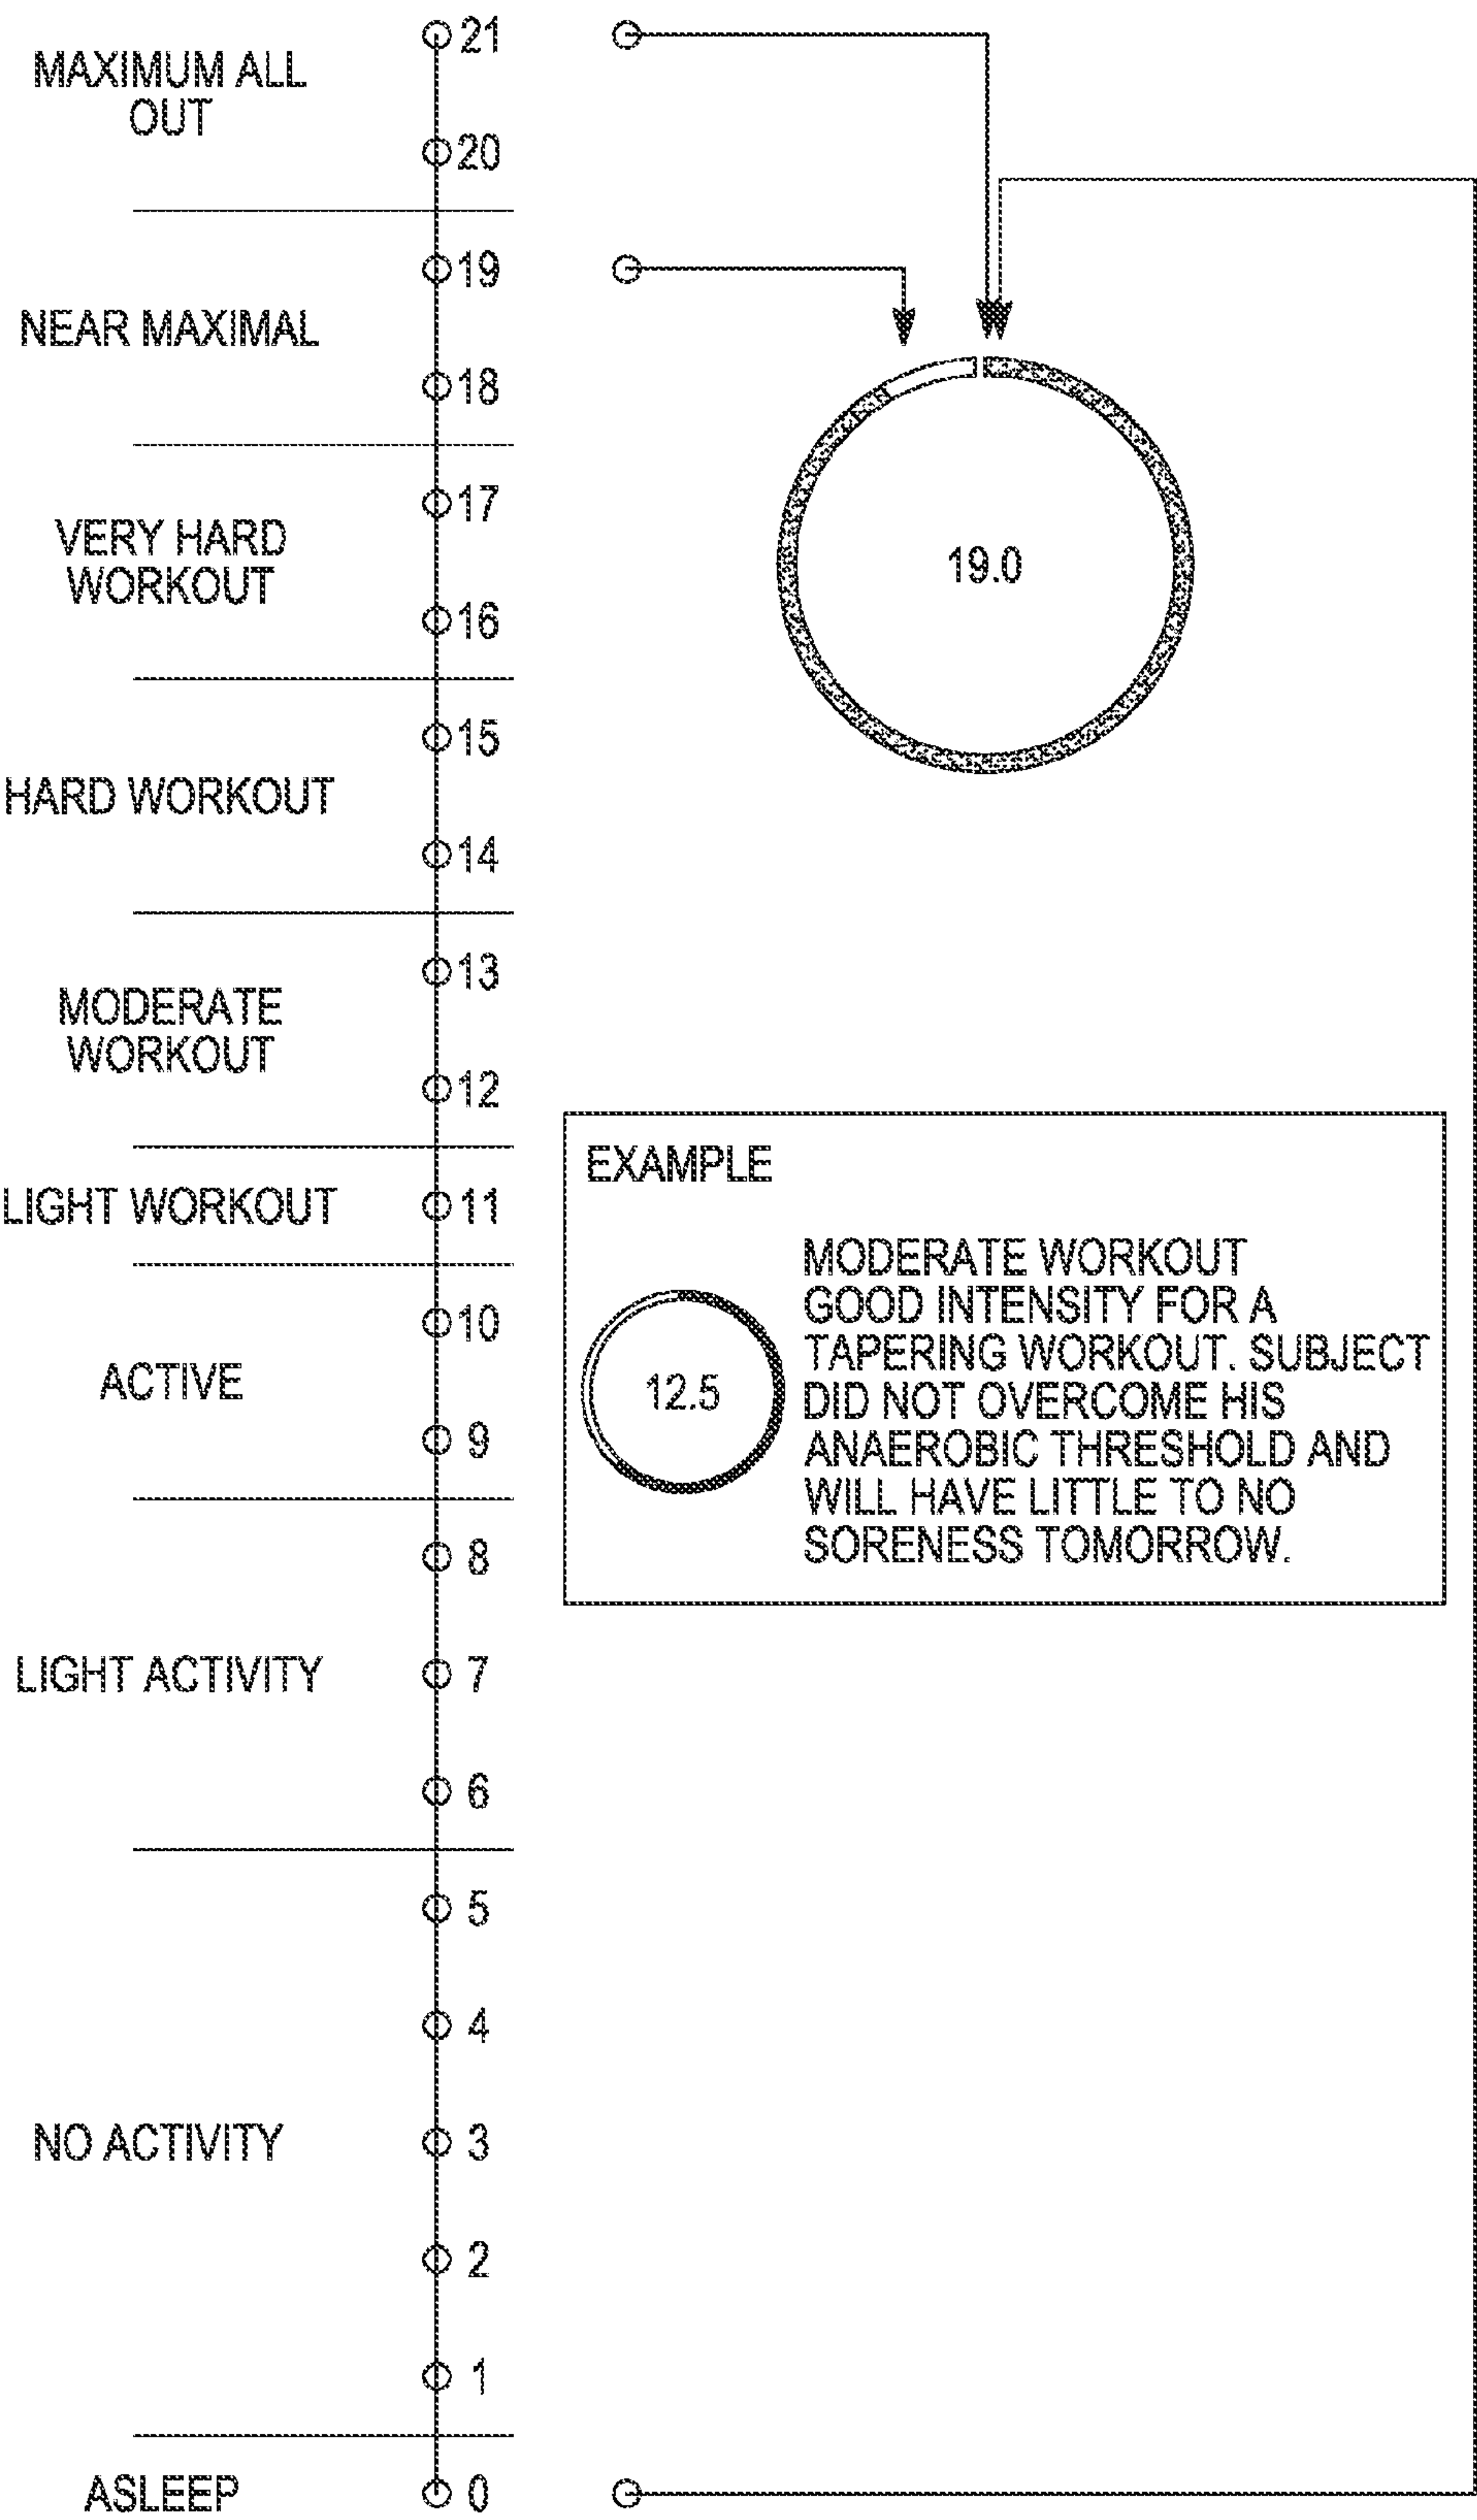 MAXIMUM ALL
OUT
21
20
NEAR MAXIMAL
19
18
VERY HARD
WORKOUT
17
16
19.0
HARD WORKOUT
15
14
MODERATE
WORKOUT
13
12
LIGHT WORKOUT
11
ACTIVE
10
9
EXAMPLE
12.5
MODERATE WORKOUT
GOOD INTENSITY FOR A
TAPERING WORKOUT. SUBJECT
DID NOT OVERCOME HIS
ANAEROBIC THRESHOLD AND
WILL HAVE LITTLE TO NO
SORENESS TOMORROW.
LIGHT ACTIVITY
8
7
6
NO ACTIVITY
5
4
3
2
1
ASLEEP
0